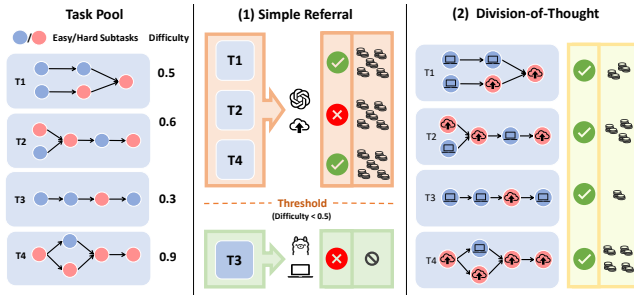 Task Pool
Easy/Hard Subtasks Difficulty
T1
0.5
T2
0.6
T3
0.3
T4
0.9
(1) Simple Referral
T1
T2
T4
Threshold
(Difficulty < 0.5)
T3
(2) Division-of-Thought
T1
T2
T3
T4